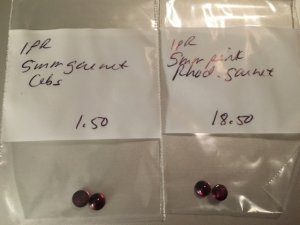 1PR
5mm garnet
Cabs
1.50
1PR
5mm pink
Rhod. garnet
18.50